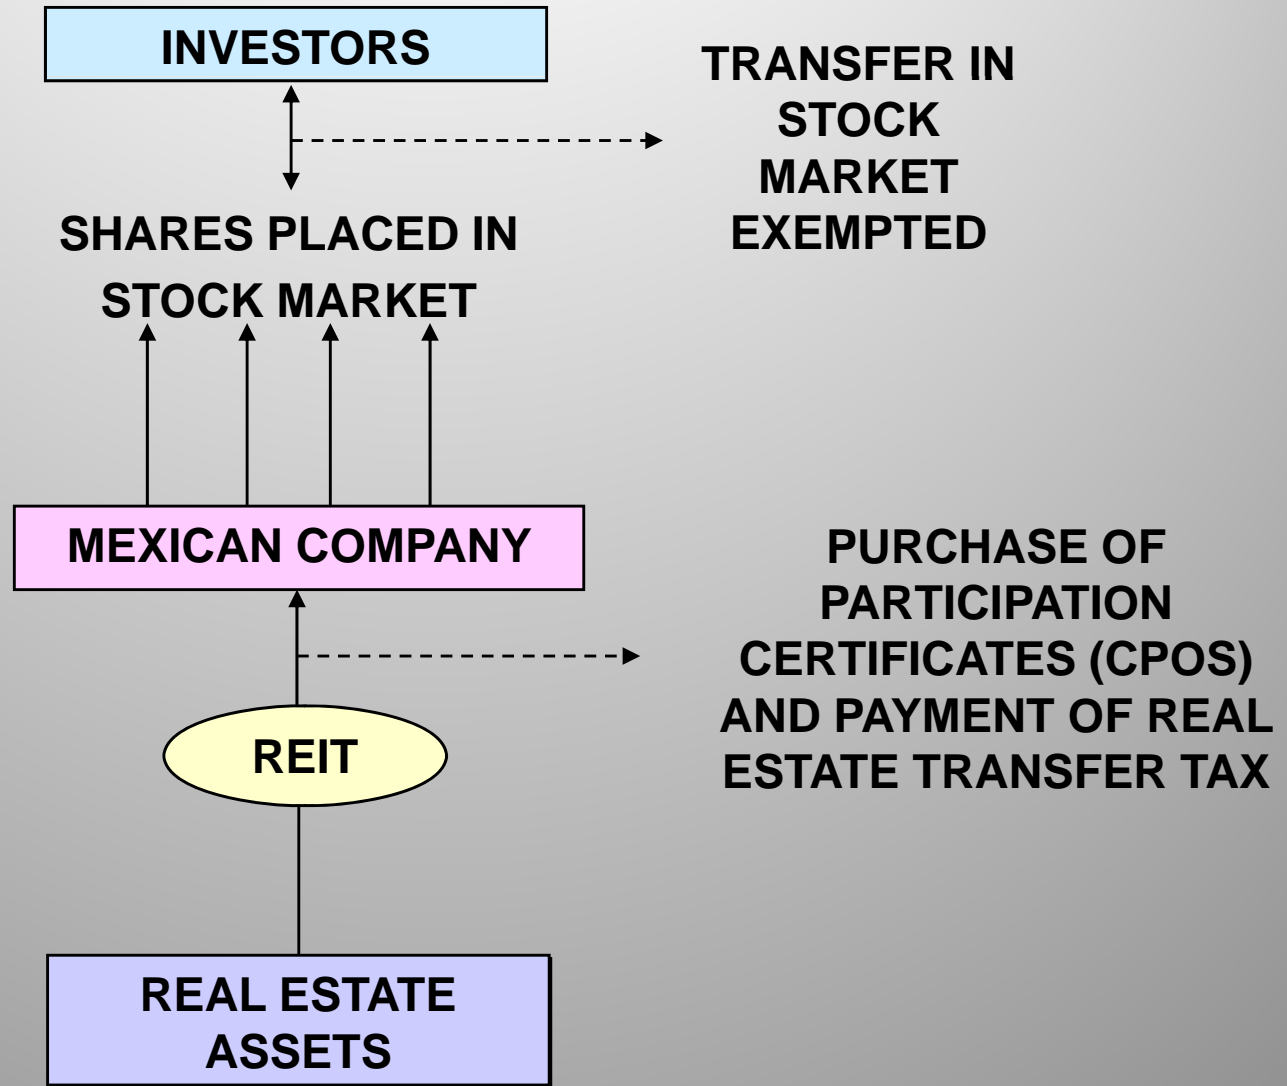 INVESTORS
TRANSFER IN
STOCK
MARKET
EXEMPTED
SHARES PLACED IN
STOCK MARKET
MEXICAN COMPANY
PURCHASE OF
PARTICIPATION
CERTIFICATES (CPOS)
AND PAYMENT OF REAL
ESTATE TRANSFER TAX
REIT
REAL ESTATE
ASSETS